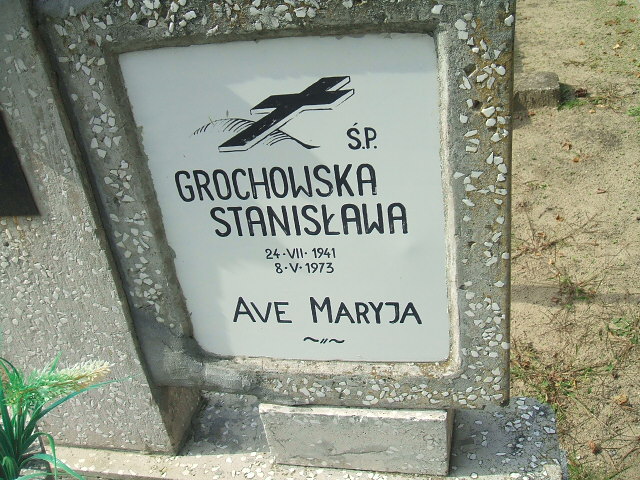 Ś.P.
GROCHOWSKA
STANISŁAWA
24·VII·1941
8·V·1973
AVE MARYJA
~〃~